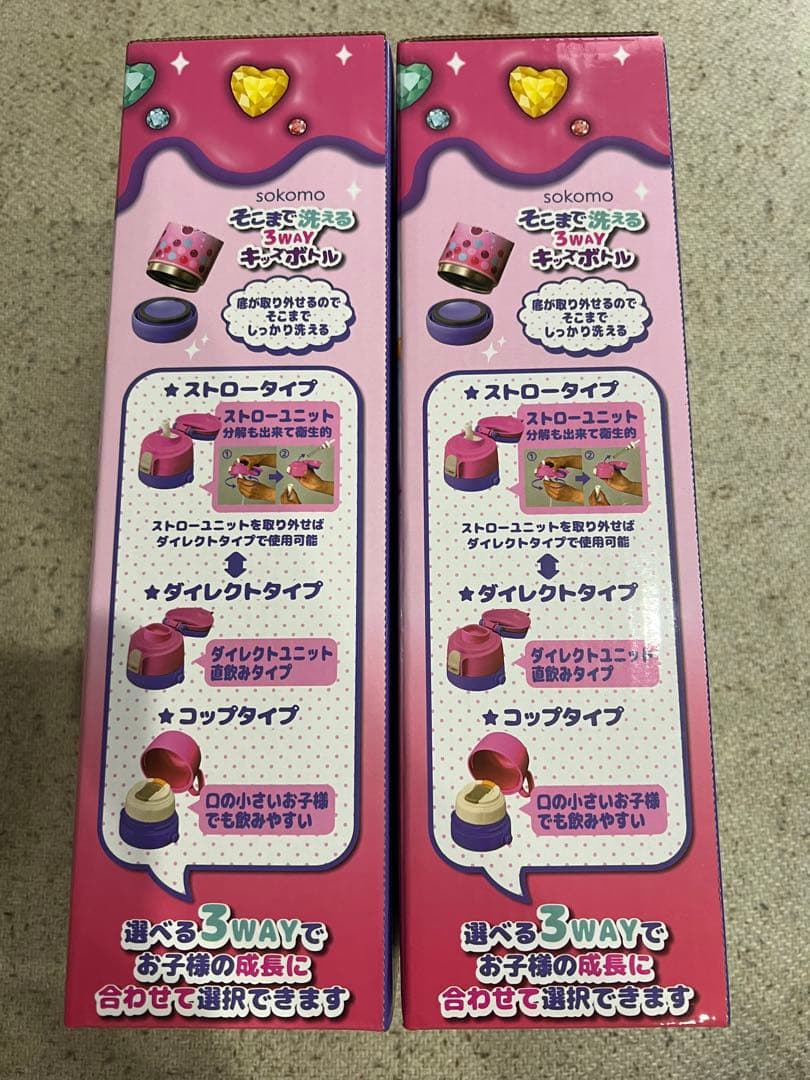 sokomo
そこまで洗える
3WAY
キッズボトル
底が取り外せるので
そこまで
しっかり洗える
★ストロータイプ
ストローユニット
分解も出来て衛生的
① ②
ストローユニットを取り外せば
ダイレクトタイプで使用可能
★ダイレクトタイプ
ダイレクトユニット
直飲みタイプ
★コップタイプ
口の小さいお子様
でも飲みやすい
選べる3WAYで
お子様の成長に
合わせて選択できます
sokomo
そこまで洗える
3WAY
キッズボトル
底が取り外せるので
そこまで
しっかり洗える
★ストロータイプ
ストローユニット
分解も出来て衛生的
① ②
ストローユニットを取り外せば
ダイレクトタイプで使用可能
★ダイレクトタイプ
ダイレクトユニット
直飲みタイプ
★コップタイプ
口の小さいお子様
でも飲みやすい
選べる3WAYで
お子様の成長に
合わせて選択できます